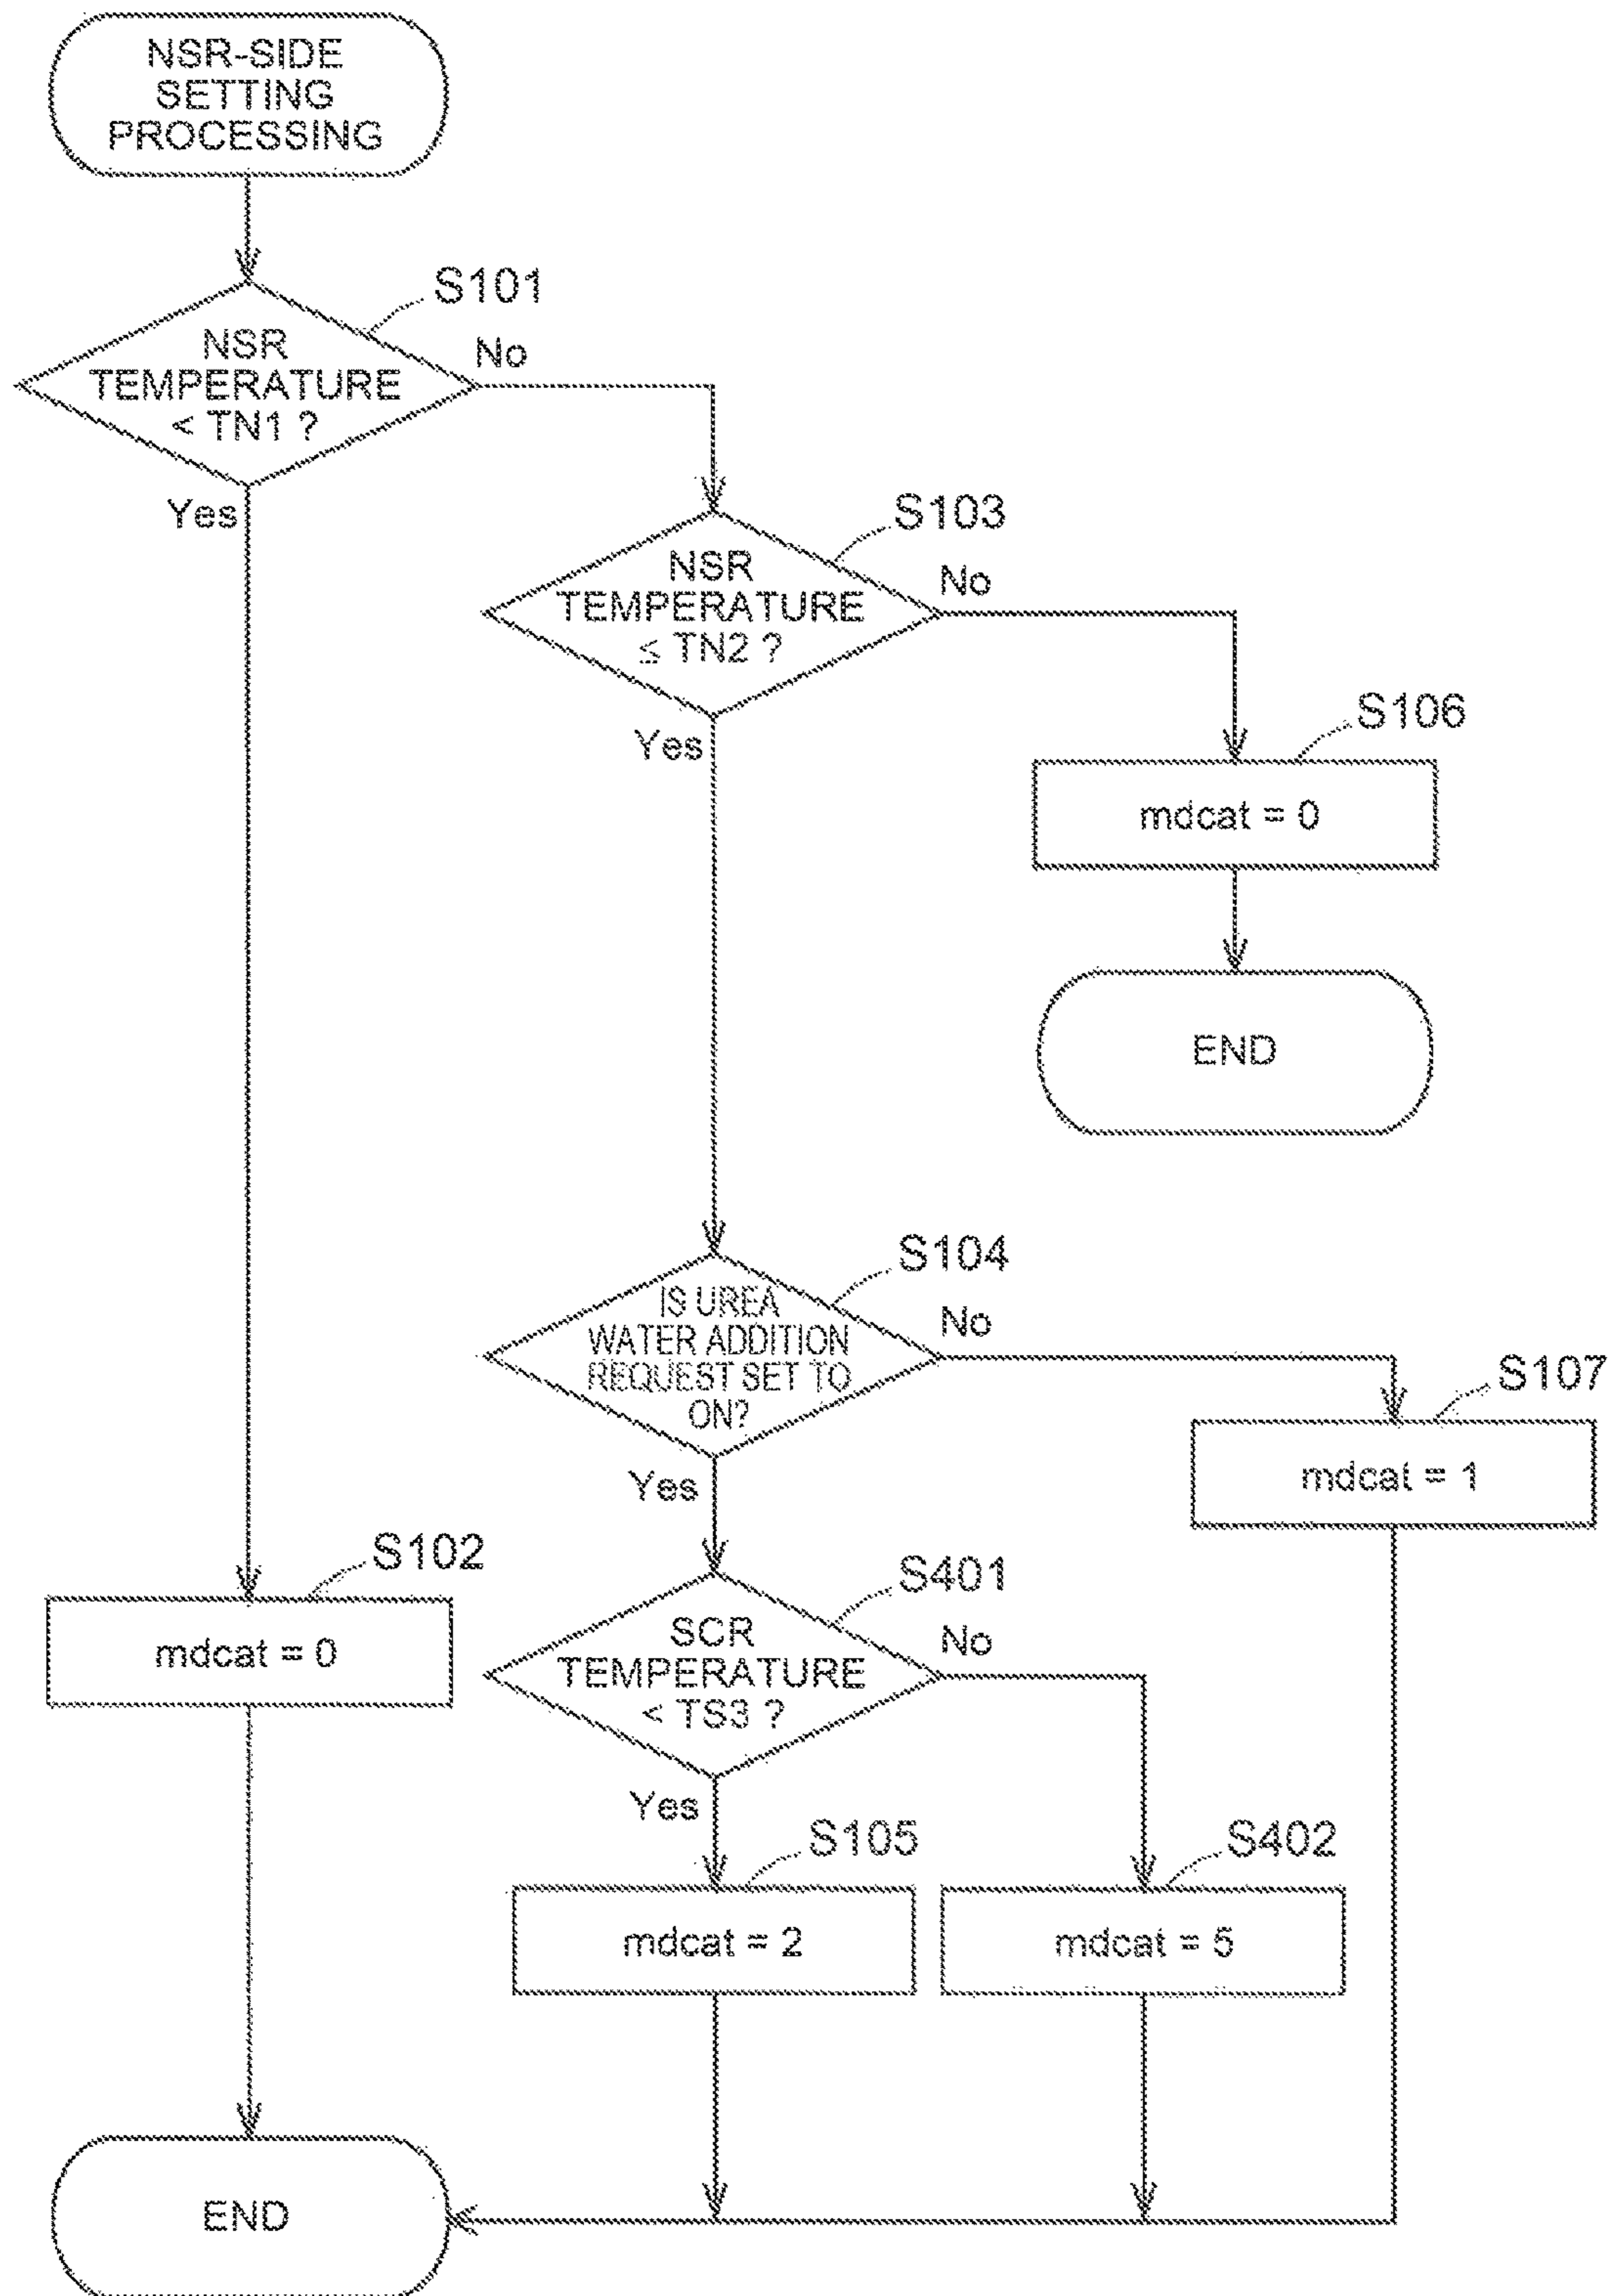 NSR-SIDE
SETTING
PROCESSING
S101
NSR
TEMPERATURE
< TN1 ?
No
Yes
S103
NSR
TEMPERATURE
≤ TN2 ?
No
Yes
S106
mdcat = 0
END
S104
IS UREA
WATER ADDITION
REQUEST SET TO
ON?
No
Yes
S107
mdcat = 1
S102
mdcat = 0
S401
SCR
TEMPERATURE
< TS3 ?
No
Yes
S105
mdcat = 2
S402
mdcat = 5
END